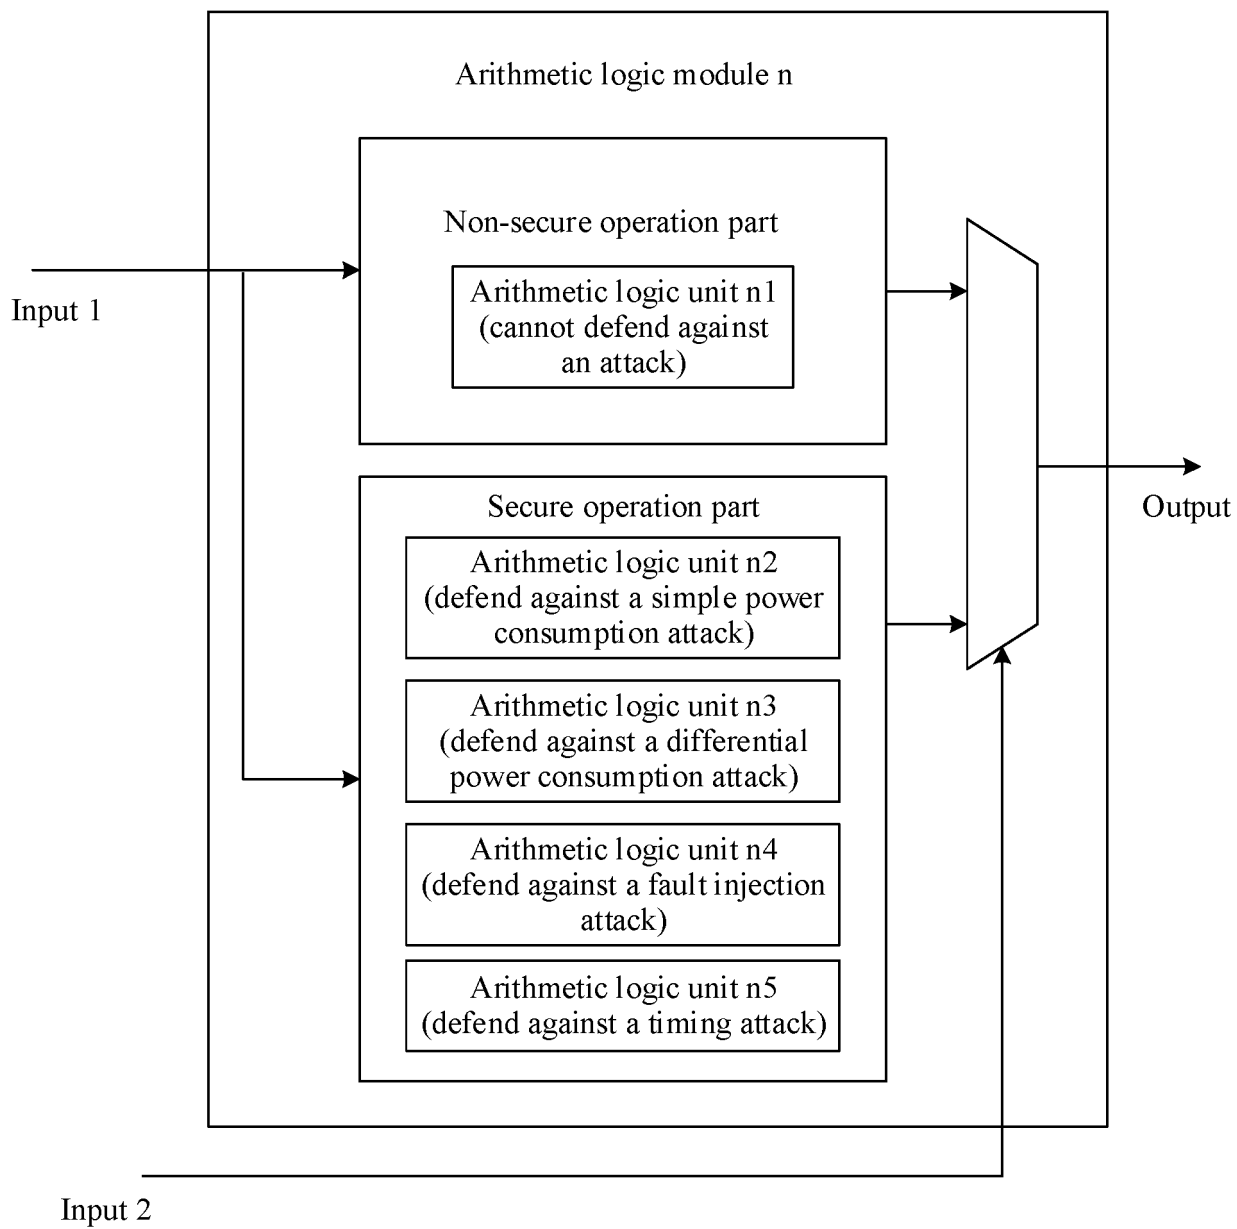 Arithmetic logic module n
Non-secure operation part
Arithmetic logic unit n1
(cannot defend against
an attack)
Input 1
Secure operation part
Output
Arithmetic logic unit n2
(defend against a simple power
consumption attack)
Arithmetic logic unit n3
(defend against a differential
power consumption attack)
Arithmetic logic unit n4
(defend against a fault injection
attack)
Arithmetic logic unit n5
(defend against a timing attack)
Input 2